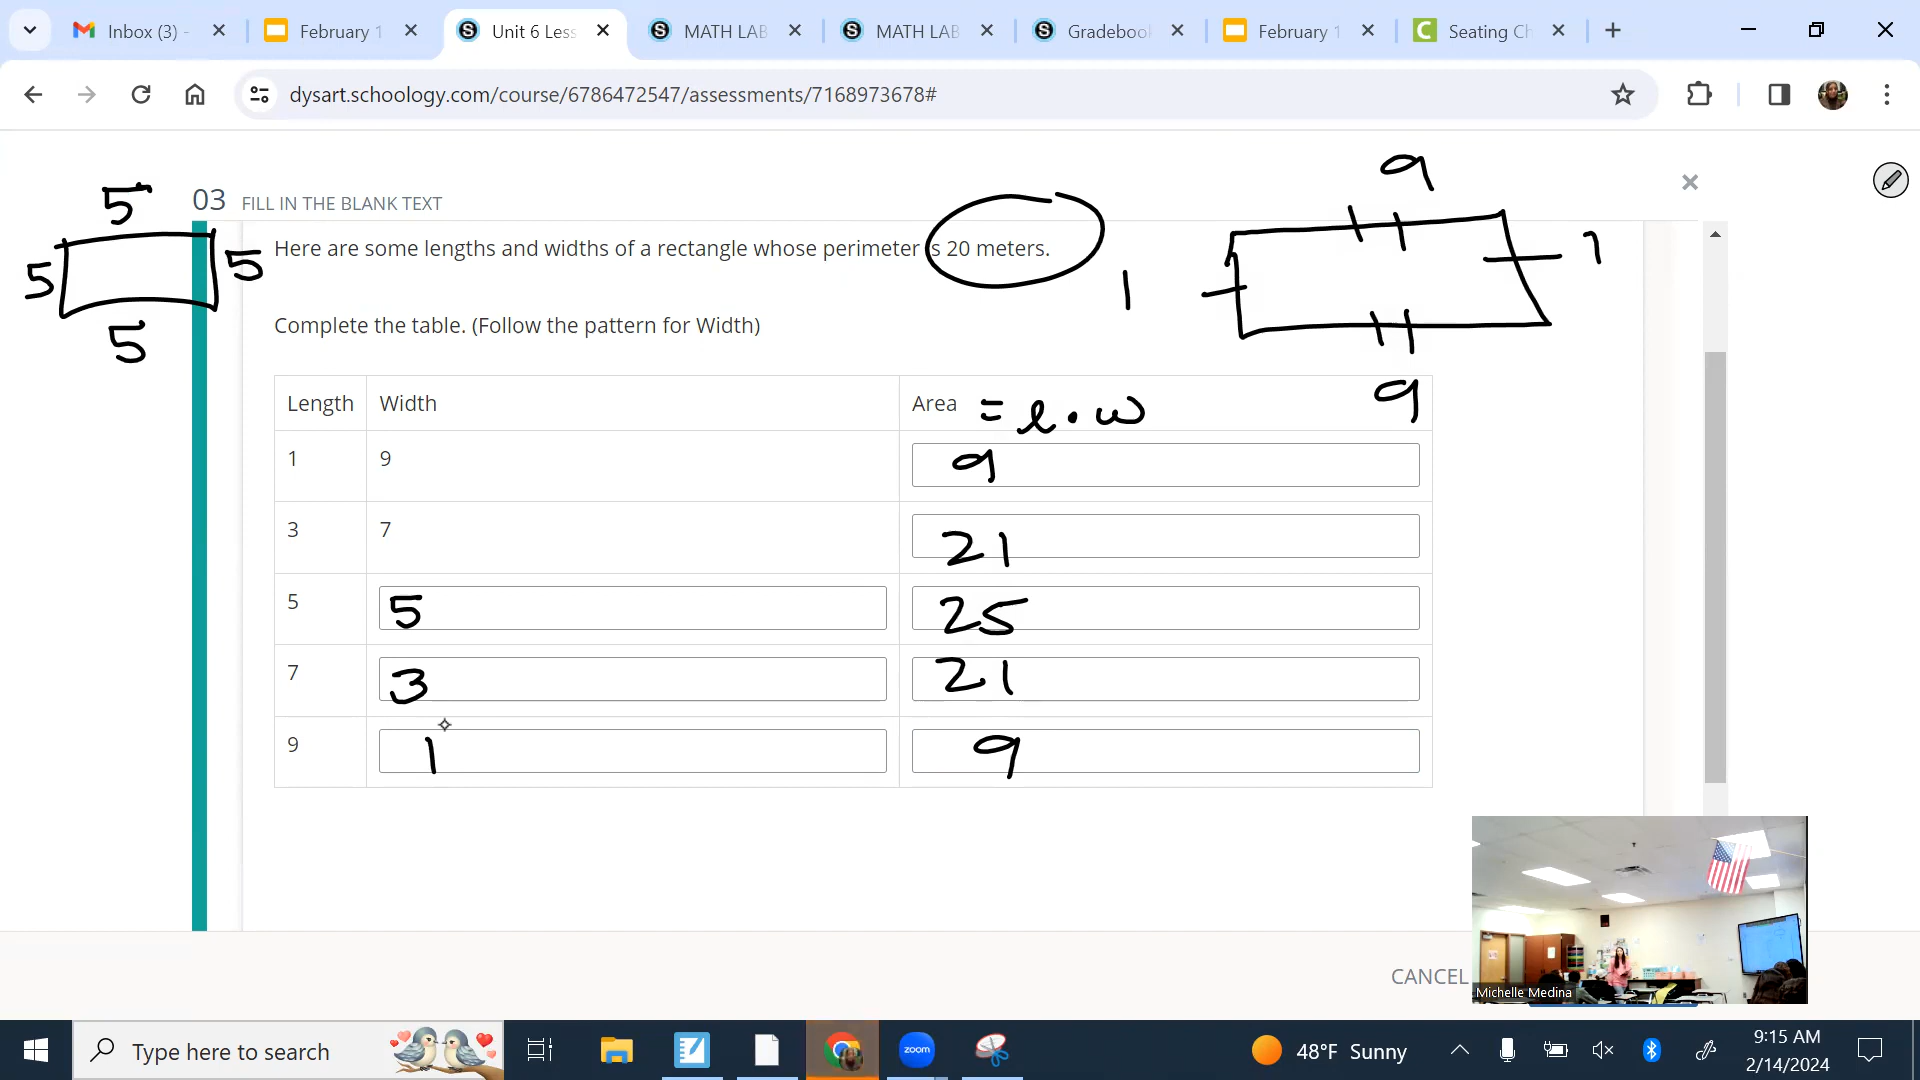 Inbox (3) -
February 1
Unit 6 Less
MATH LAB
MATH LAB
Gradeboo
February 1
Seating Ch
dysart.schoology.com/course/6786472547/assessments/7168973678#
03 FILL IN THE BLANK TEXT
Here are some lengths and widths of a rectangle whose perimeter is 20 meters.
5
5
5
5
9
1
1
9
Complete the table. (Follow the pattern for Width)
Length Width Area = l · w
1 9 9
3 7 21
5 5 25
7 3 21
9 1 9
CANCEL
Michelle Medina
Type here to search
zoom
48°F Sunny
9:15 AM
2/14/2024